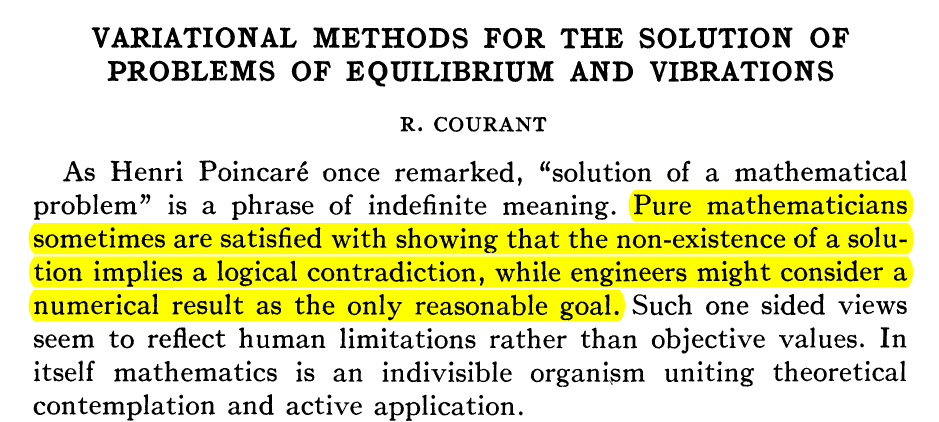 VARIATIONAL METHODS FOR THE SOLUTION OF
PROBLEMS OF EQUILIBRIUM AND VIBRATIONS
R. COURANT
As Henri Poincaré once remarked, “solution of a mathematical
problem” is a phrase of indefinite meaning. Pure mathematicians
sometimes are satisfied with showing that the non-existence of a solu-
tion implies a logical contradiction, while engineers might consider a
numerical result as the only reasonable goal. Such one sided views
seem to reflect human limitations rather than objective values. In
itself mathematics is an indivisible organism uniting theoretical
contemplation and active application.